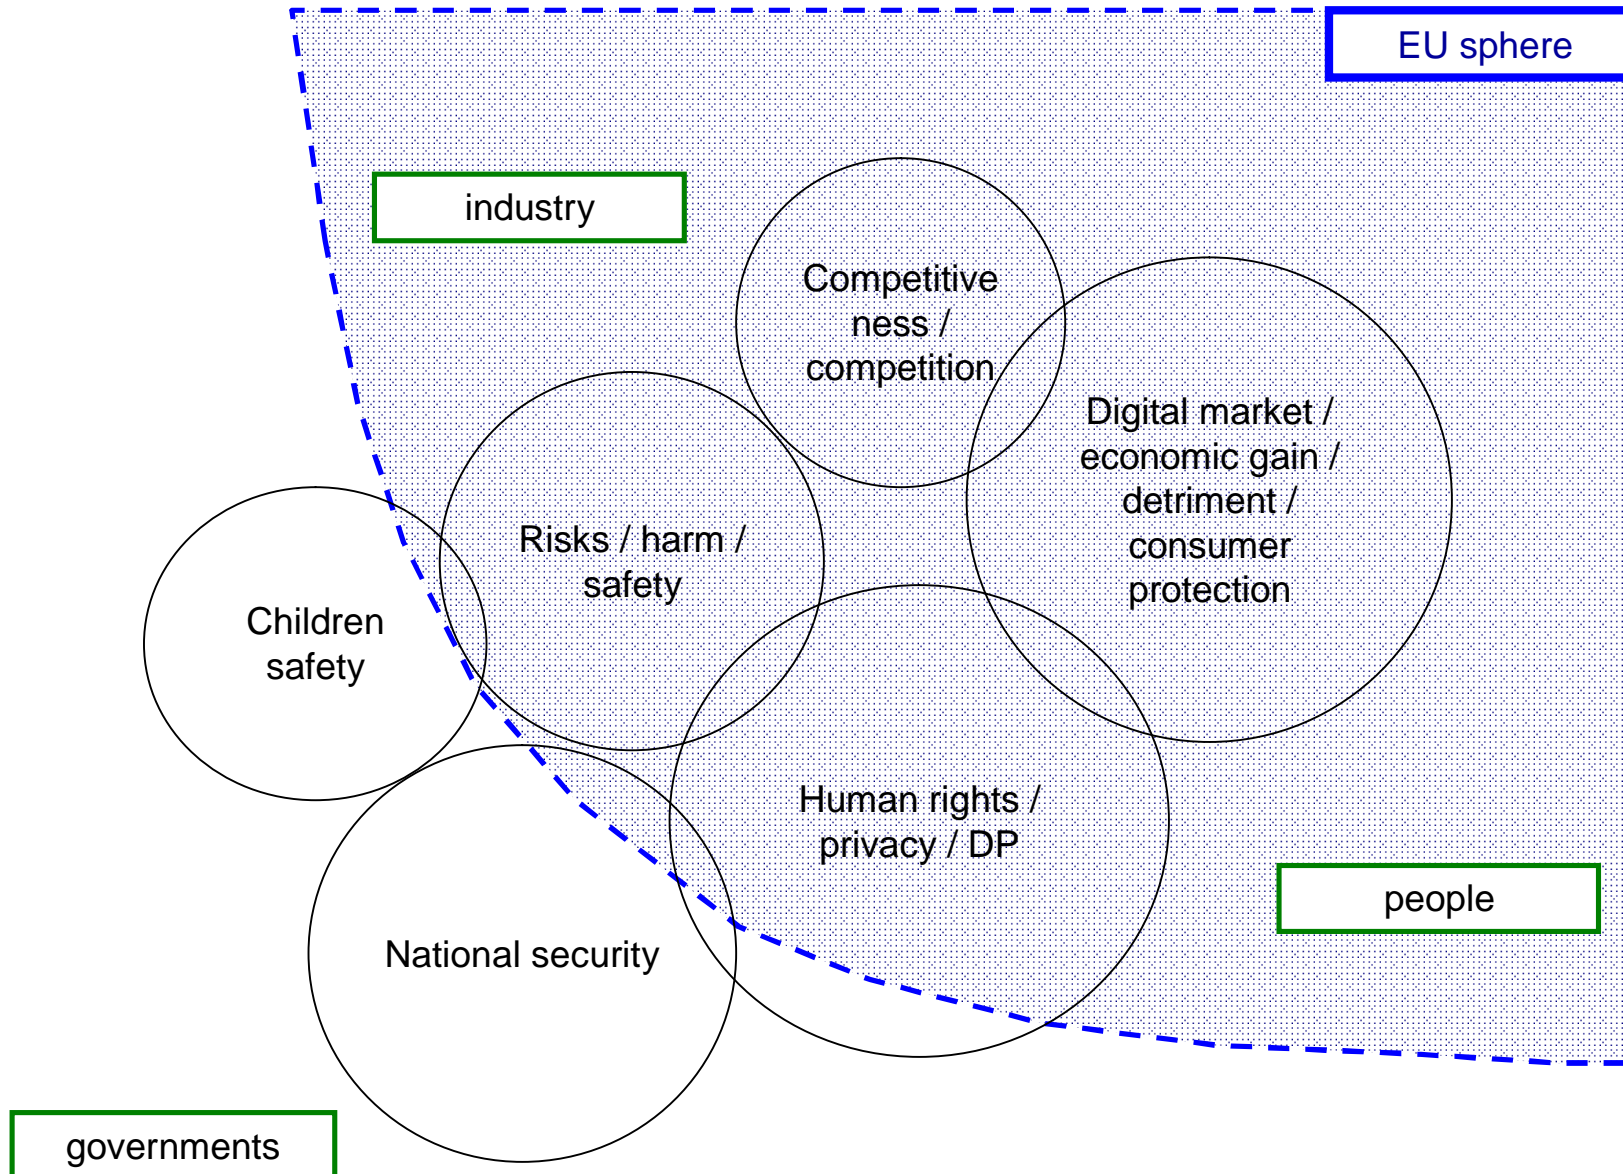 EU sphere
industry
Competitive
ness /
competition
Digital market /
economic gain /
detriment /
consumer
protection
Risks / harm /
safety
Children
safety
Human rights /
privacy / DP
people
National security
governments